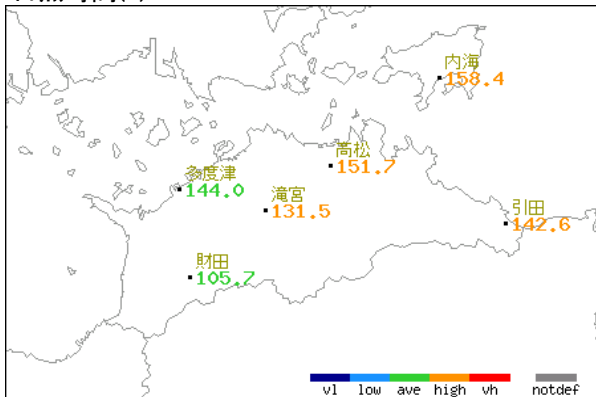 内海
158.4
高松
151.7
多度津
144.0
滝宮
131.5
引田
142.6
財田
105.7
vl low ave high vh notdef